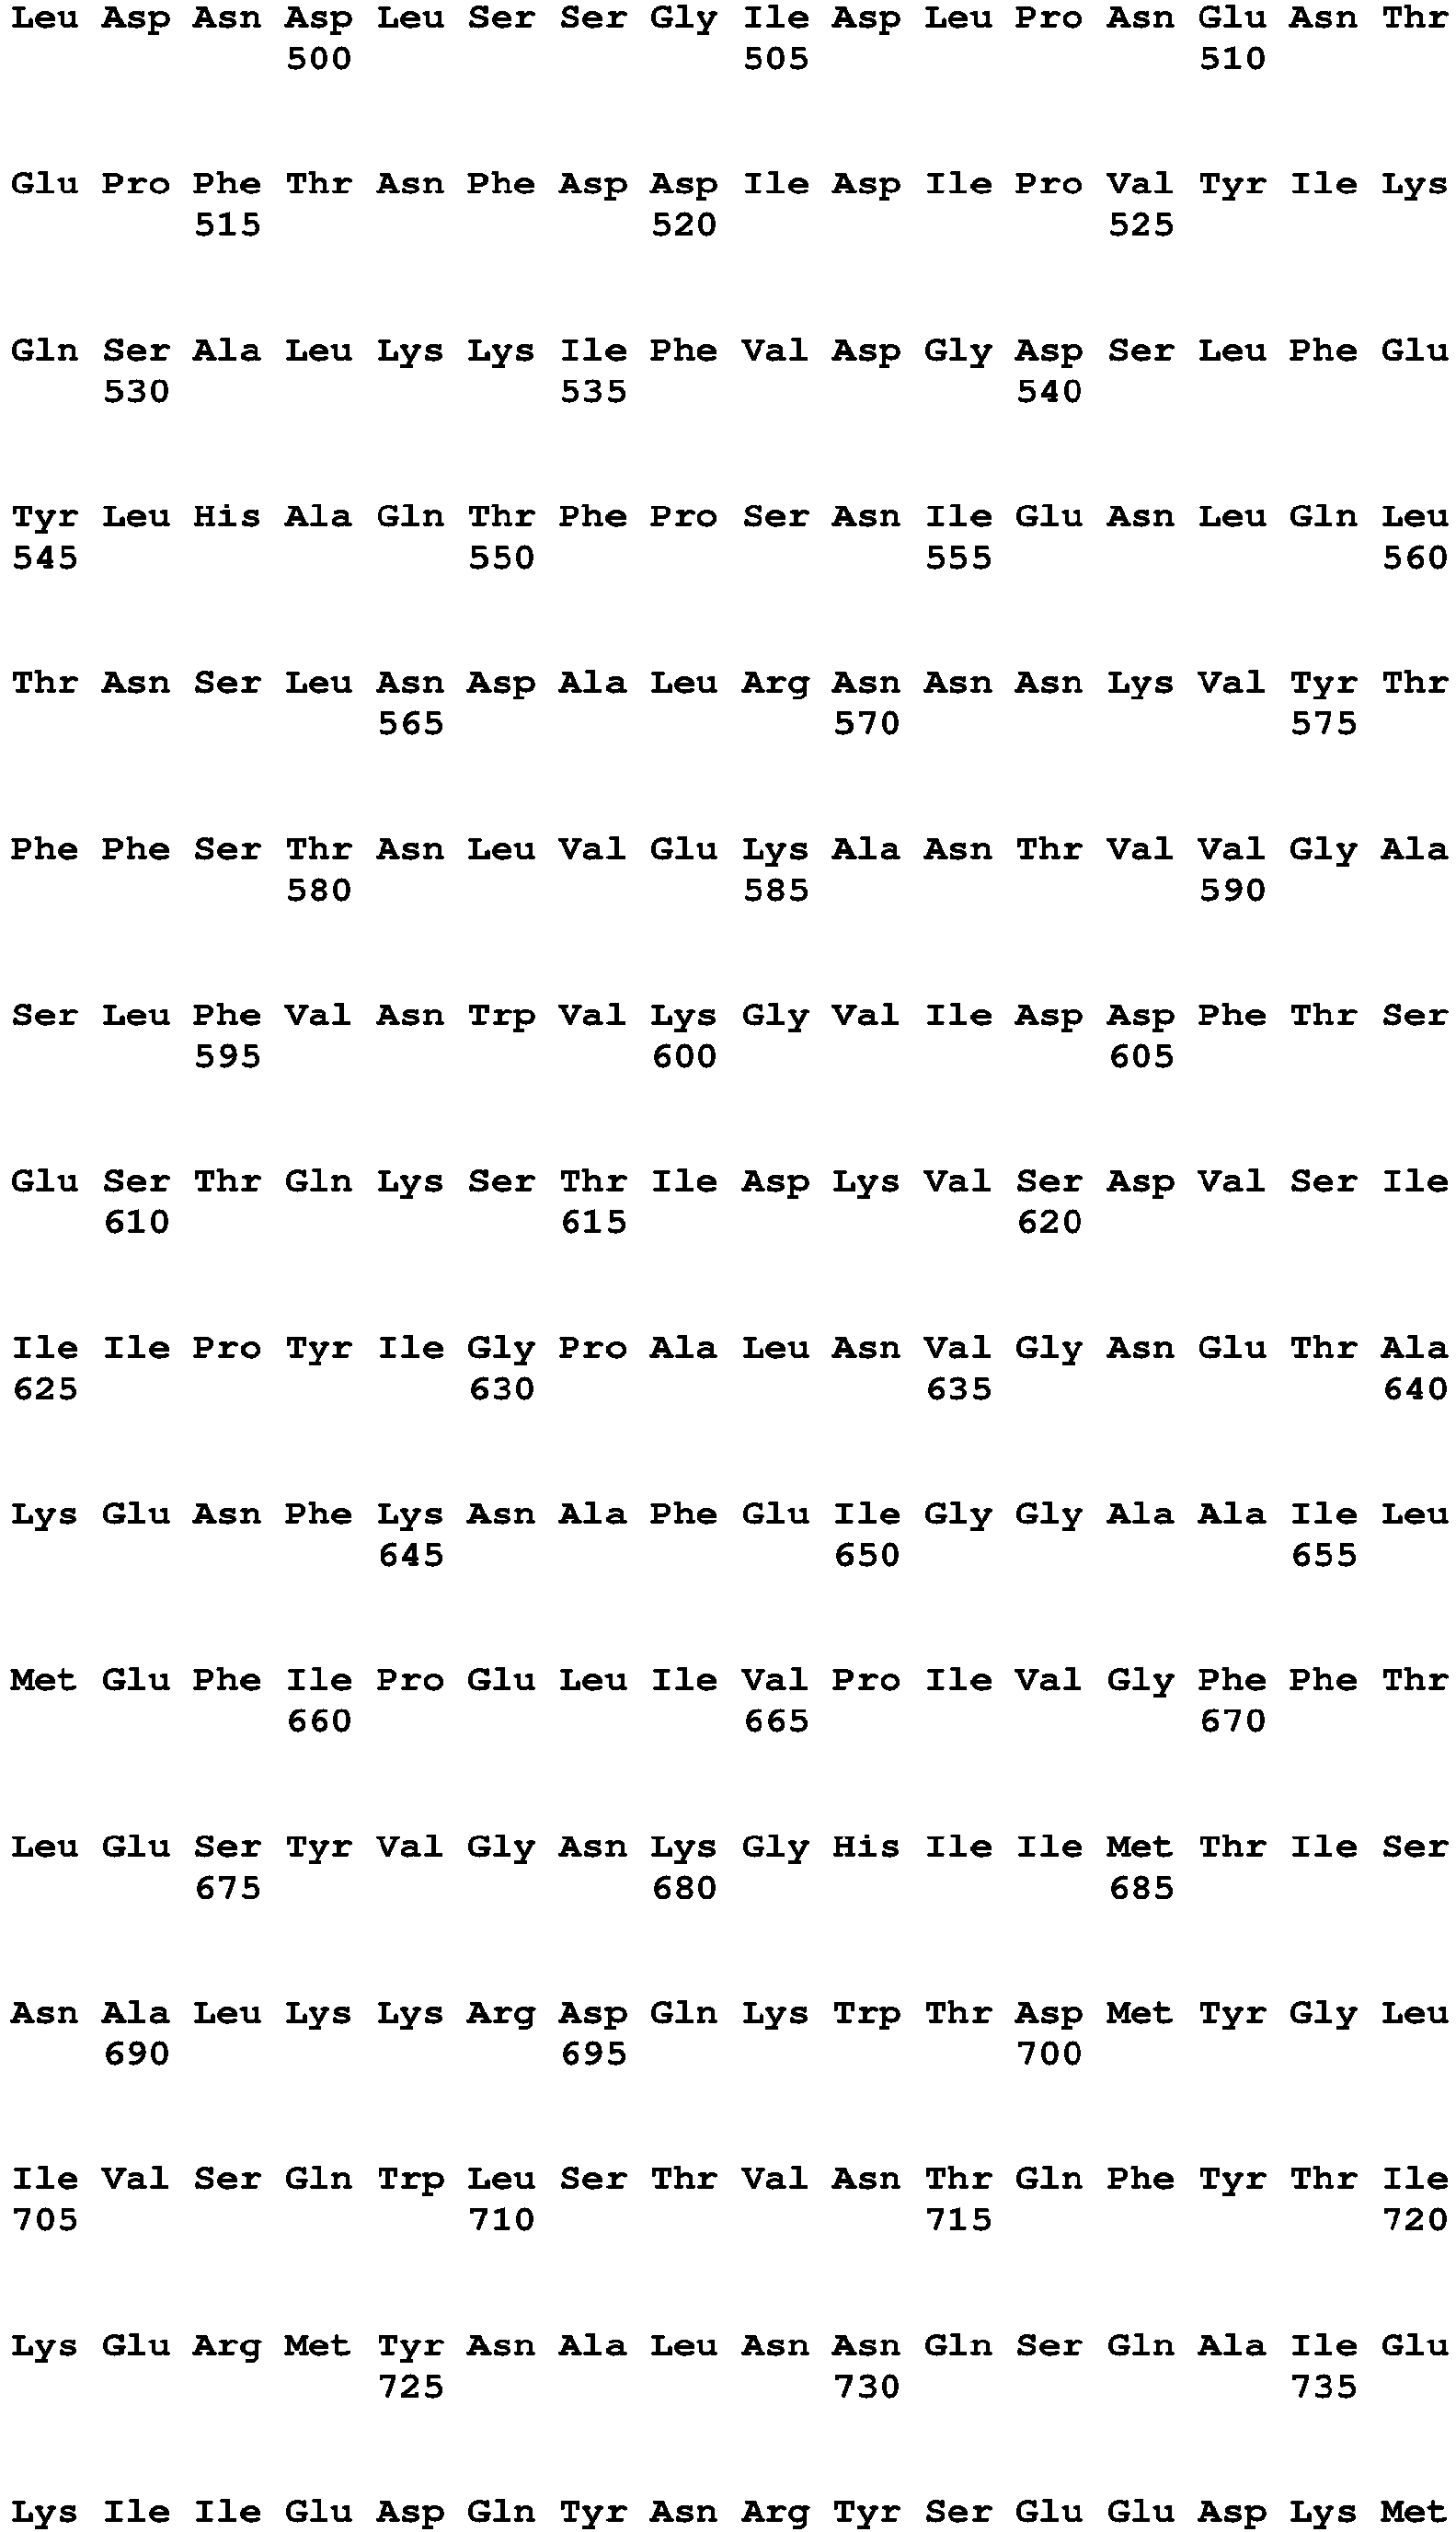 Leu Asp Asn Asp Leu Ser Ser Gly Ile Asp Leu Pro Asn Glu Asn Thr
500 505 510
Glu Pro Phe Thr Asn Phe Asp Asp Ile Asp Ile Pro Val Tyr Ile Lys
515 520 525
Gln Ser Ala Leu Lys Lys Ile Phe Val Asp Gly Asp Ser Leu Phe Glu
530 535 540
Tyr Leu His Ala Gln Thr Phe Pro Ser Asn Ile Glu Asn Leu Gln Leu
545 550 555 560
Thr Asn Ser Leu Asn Asp Ala Leu Arg Asn Asn Asn Lys Val Tyr Thr
565 570 575
Phe Phe Ser Thr Asn Leu Val Glu Lys Ala Asn Thr Val Val Gly Ala
580 585 590
Ser Leu Phe Val Asn Trp Val Lys Gly Val Ile Asp Asp Phe Thr Ser
595 600 605
Glu Ser Thr Gln Lys Ser Thr Ile Asp Lys Val Ser Asp Val Ser Ile
610 615 620
Ile Ile Pro Tyr Ile Gly Pro Ala Leu Asn Val Gly Asn Glu Thr Ala
625 630 635 640
Lys Glu Asn Phe Lys Asn Ala Phe Glu Ile Gly Gly Ala Ala Ile Leu
645 650 655
Met Glu Phe Ile Pro Glu Leu Ile Val Pro Ile Val Gly Phe Phe Thr
660 665 670
Leu Glu Ser Tyr Val Gly Asn Lys Gly His Ile Ile Met Thr Ile Ser
675 680 685
Asn Ala Leu Lys Lys Arg Asp Gln Lys Trp Thr Asp Met Tyr Gly Leu
690 695 700
Ile Val Ser Gln Trp Leu Ser Thr Val Asn Thr Gln Phe Tyr Thr Ile
705 710 715 720
Lys Glu Arg Met Tyr Asn Ala Leu Asn Asn Gln Ser Gln Ala Ile Glu
725 730 735
Lys Ile Ile Glu Asp Gln Tyr Asn Arg Tyr Ser Glu Glu Asp Lys Met